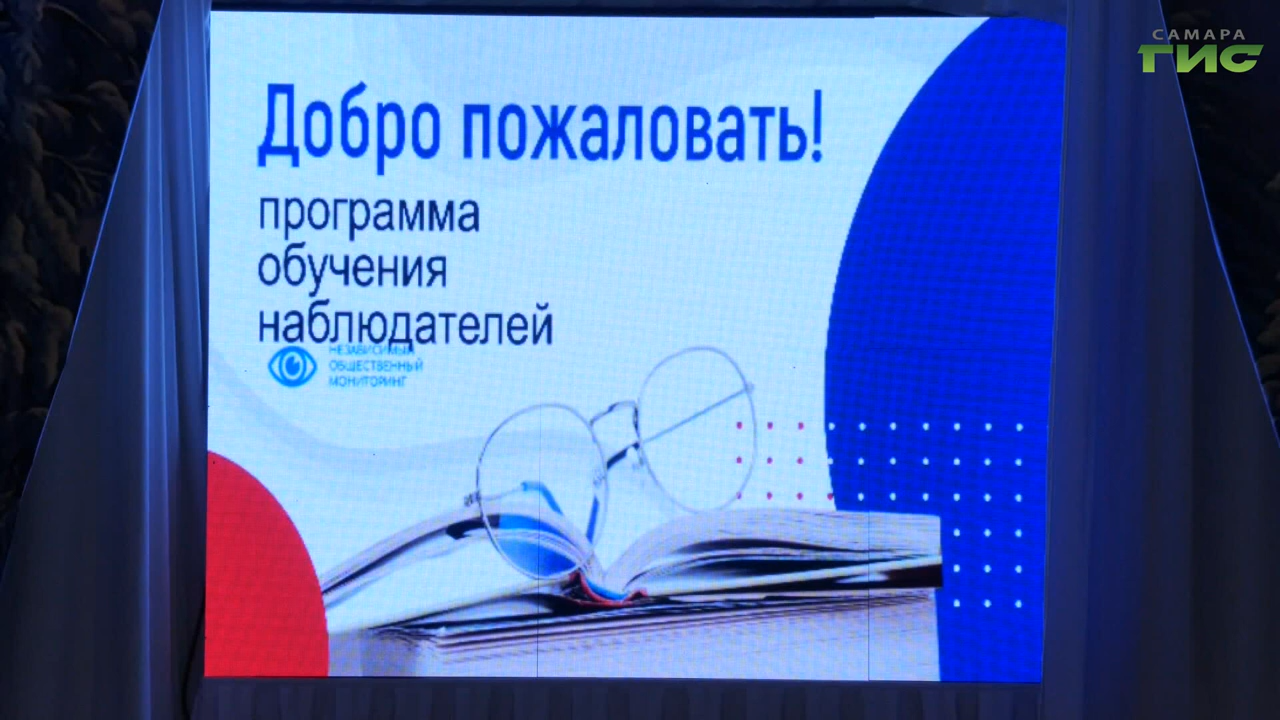 САМАРА
ГИС
Добро пожаловать!
программа
обучения
наблюдателей
НЕЗАВИСИМЫЙ
ОБЩЕСТВЕННЫЙ
МОНИТОРИНГ